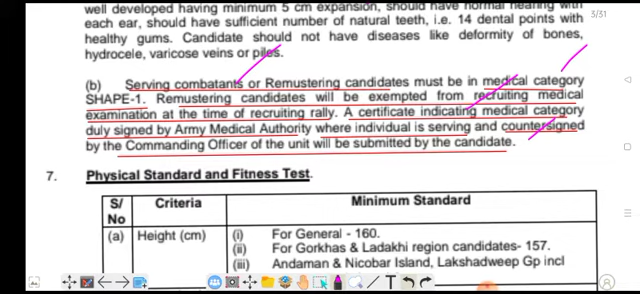 well developed having minimum 5 cm expansion, should have normal hearing with
each ear, should have sufficient number of natural teeth, i.e. 14 dental points with
healthy gums. Candidate should not have diseases like deformity of bones,
hydrocele, varicose veins or piles.
3/31
(b) Serving combatants or Remustering candidates must be in medical category
SHAPE-1. Remustering candidates will be exempted from recruiting medical
examination at the time of recruiting rally. A certificate indicating medical category
duly signed by Army Medical Authority where individual is serving and countersigned
by the Commanding Officer of the unit will be submitted by the candidate.
7. Physical Standard and Fitness Test.
S/ No Criteria Minimum Standard
(a) Height (cm) (i) For General - 160.
(ii) For Gorkhas & Ladakhi region candidates- 157.
(iii) Andaman & Nicobar Island, Lakshadweep Gp incl